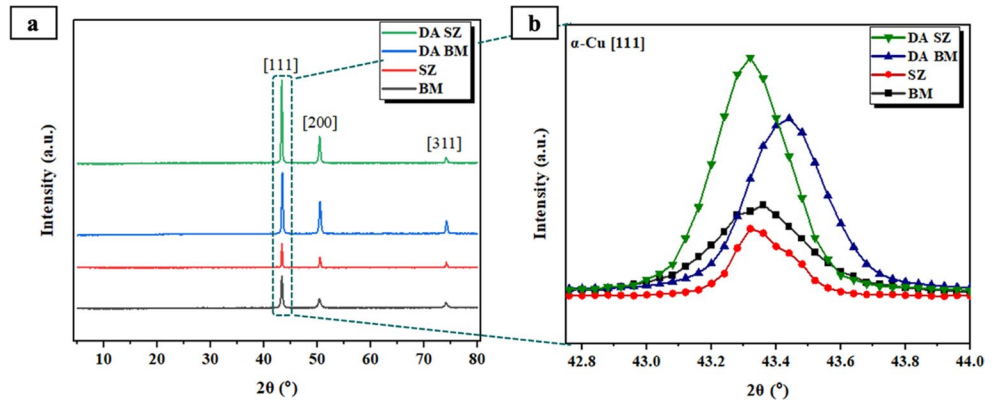 a
DA SZ
DA BM
SZ
BM
[111]
[200]
[311]
Intensity (a.u.)
10 20 30 40 50 60 70 80
2θ (°)
b
α-Cu [111]
DA SZ
DA BM
SZ
BM
Intensity (a.u.)
42.8 43.0 43.2 43.4 43.6 43.8 44.0
2θ (°)